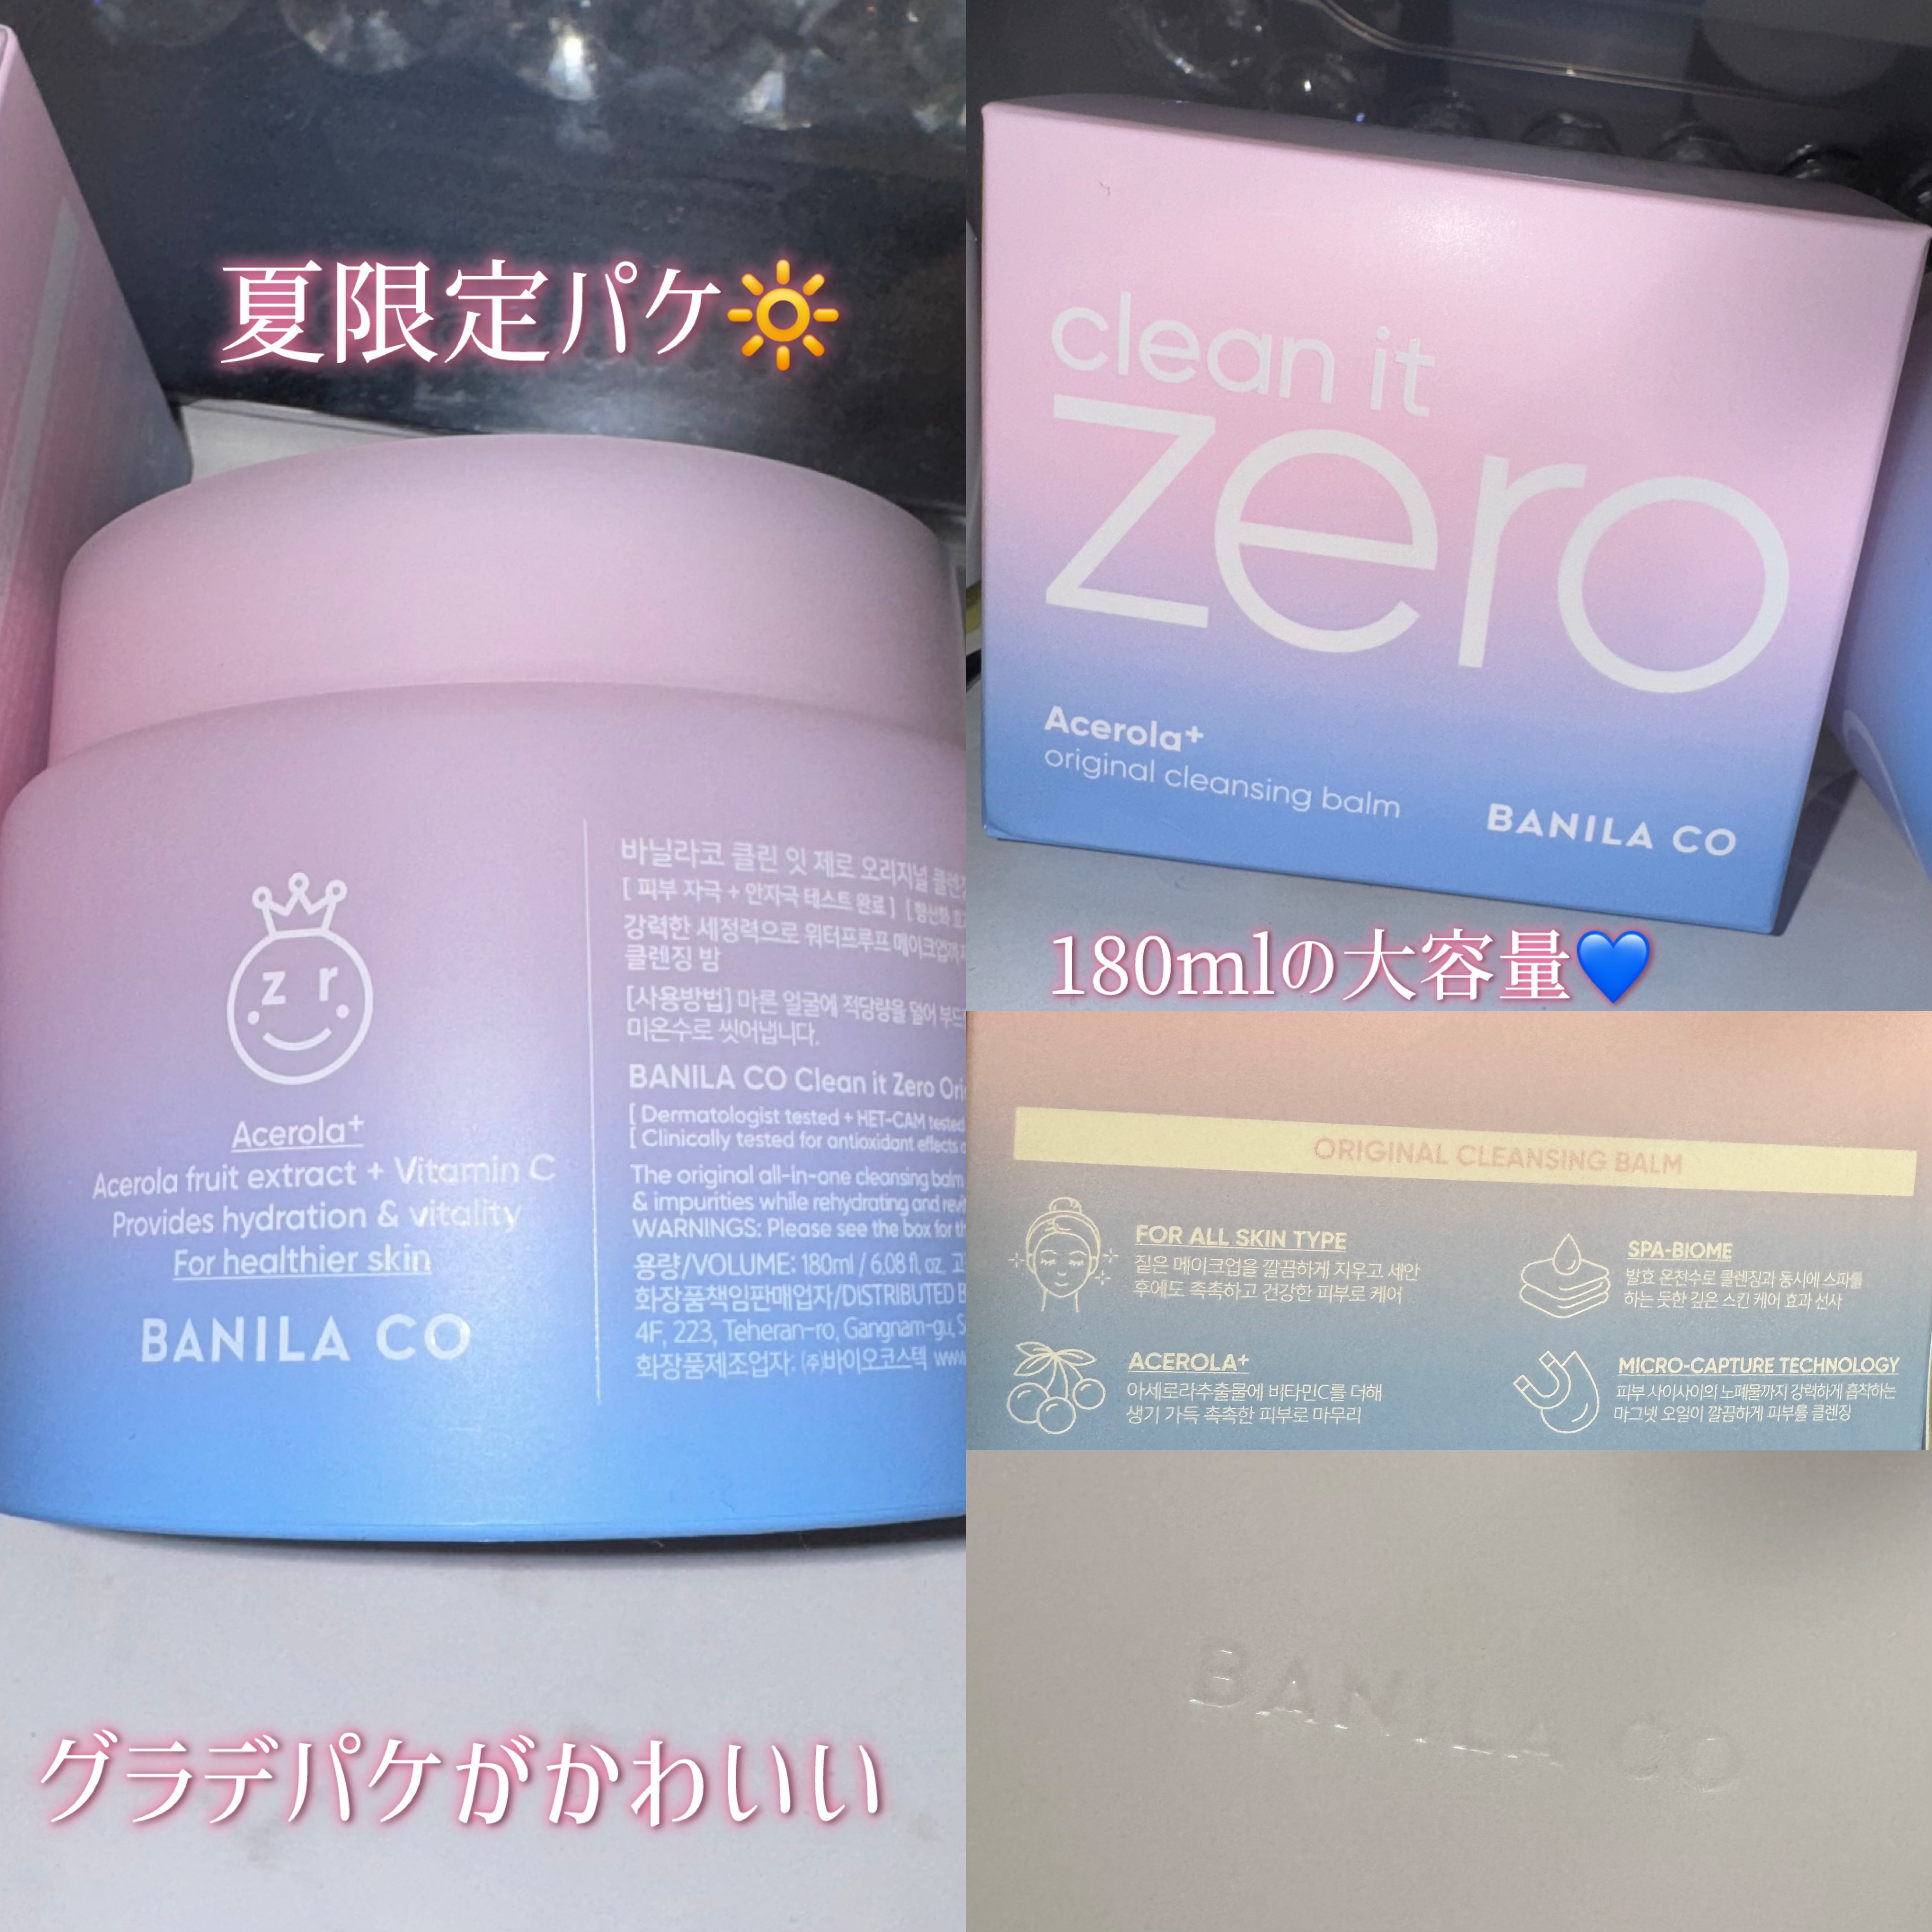 夏限定パケ🔆
z r
Acerola⁺
Acerola fruit extract + Vitamin C
Provides hydration & vitality
For healthier skin
BANILA CO
바닐라코 클린 잇 제로 오리지널
[ 피부 자극 + 안자극 테스트 완료 ] [ 항산화
강력한 세정력으로 워터프루프
클렌징 밤
[사용방법] 마른 얼굴에 적당량을 덜어
미온수로 씻어냅니다.
BANILA CO Clean it Zero
[ Dermatologist tested + HET-CAM tested
[ Clinically tested for antioxidant effects
The original all-in-one cleansing balm
& impurities while rehydrating and
WARNINGS: Please see the box for
용량/VOLUME: 180ml / 6.08 fl. oz.
화장품책임판매업자/DISTRIBUTED
4F, 223, Teheran-ro, Gangnam-gu,
화장품제조업자: (주)바이오코스텍
グラデパケがかわいい
clean it
zero
Acerola⁺
original cleansing balm
BANILA CO
180mlの大容量💙
ORIGINAL CLEANSING BALM
FOR ALL SKIN TYPE
짙은 메이크업을 깔끔하게 지우고 세안
후에도 촉촉하고 건강한 피부로 케어
SPA-BIOME
발효 온천수로 클렌징과 동시에 스파를
하는 듯한 깊은 스킨 케어 효과 선사
ACEROLA⁺
아세로라추출물에 비타민C를 더해
생기 가득 촉촉한 피부로 마무리
MICRO-CAPTURE TECHNOLOGY
피부 사이사이의 노폐물까지 강력하게 흡착하는
마그넷 오일이 깔끔하게 피부를 클렌징
BANILA CO